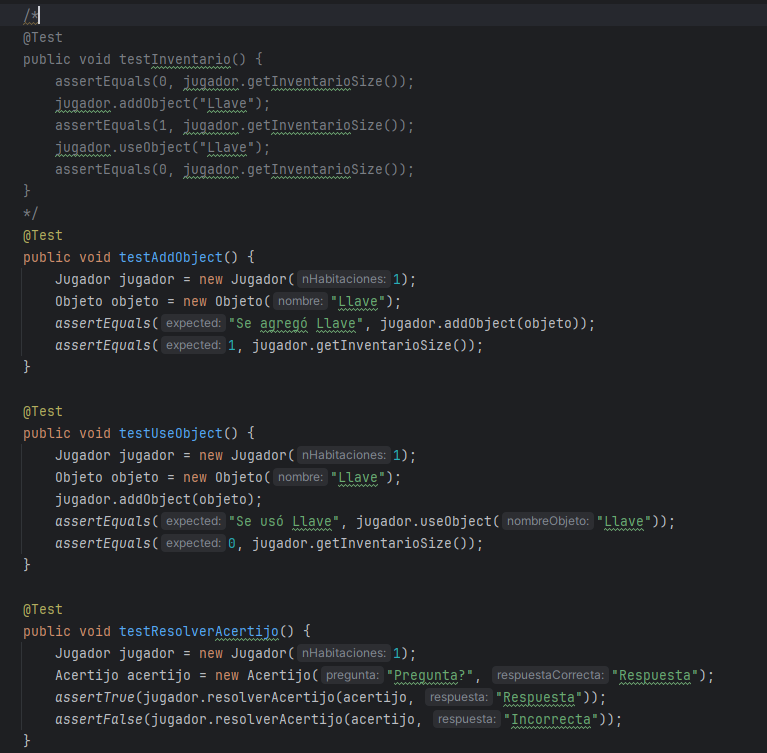 /*
@Test
public void testInventario() {
    assertEquals(0, jugador.getInventarioSize());
    jugador.addObject("Llave");
    assertEquals(1, jugador.getInventarioSize());
    jugador.useObject("Llave");
    assertEquals(0, jugador.getInventarioSize());
}
*/
@Test
public void testAddObject() {
    Jugador jugador = new Jugador( nHabitaciones: 1);
    Objeto objeto = new Objeto( nombre: "Llave");
    assertEquals( expected: "Se agregó Llave", jugador.addObject(objeto));
    assertEquals( expected: 1, jugador.getInventarioSize());
}
@Test
public void testUseObject() {
    Jugador jugador = new Jugador( nHabitaciones: 1);
    Objeto objeto = new Objeto( nombre: "Llave");
    jugador.addObject(objeto);
    assertEquals( expected: "Se usó Llave", jugador.useObject( nombreObjeto: "Llave"));
    assertEquals( expected: 0, jugador.getInventarioSize());
}
@Test
public void testResolverAcertijo() {
    Jugador jugador = new Jugador( nHabitaciones: 1);
    Acertijo acertijo = new Acertijo( pregunta: "Pregunta?", respuestaCorrecta: "Respuesta");
    assertTrue(jugador.resolverAcertijo(acertijo, respuesta: "Respuesta"));
    assertFalse(jugador.resolverAcertijo(acertijo, respuesta: "Incorrecta"));
}